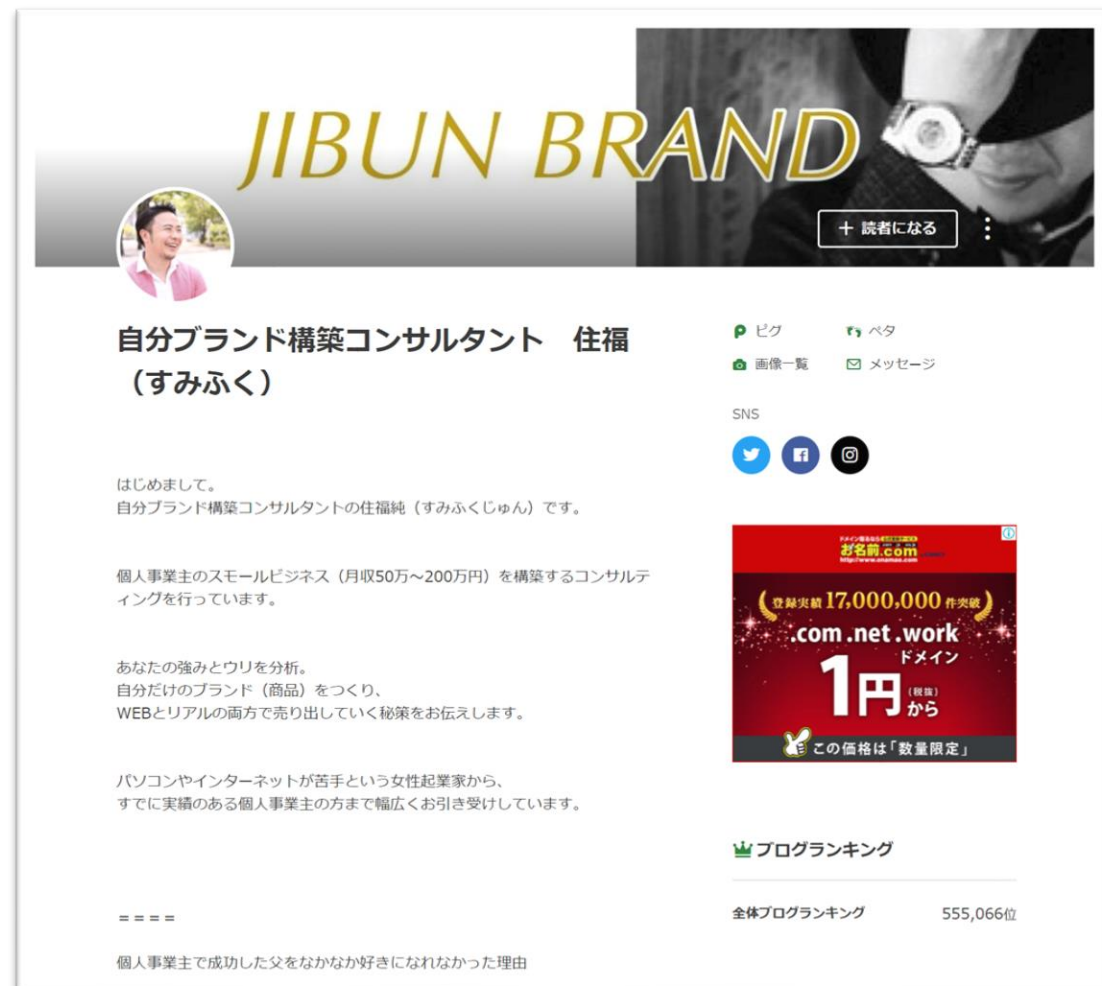 JIBUN BRAND
＋ 読者になる
自分ブランド構築コンサルタント　住福
（すみふく）
はじめまして。
自分ブランド構築コンサルタントの住福純（すみふくじゅん）です。
個人事業主のスモールビジネス（月収50万～200万円）を構築するコンサルテ
ィングを行っています。
あなたの強みとウリを分析。
自分だけのブランド（商品）をつくり、
WEBとリアルの両方で売り出していく秘策をお伝えします。
パソコンやインターネットが苦手という女性起業家から、
すでに実績のある個人事業主の方まで幅広くお引き受けしています。
＝＝＝＝
個人事業主で成功した父をなかなか好きになれなかった理由
ピグ
ペタ
画像一覧
メッセージ
SNS
お名前.com
http://www.onamae.com
登録実績 17,000,000 件突破
.com .net .work
ドメイン
1円
(税抜)
から
この価格は「数量限定」
ブログランキング
全体ブログランキング 555,066位